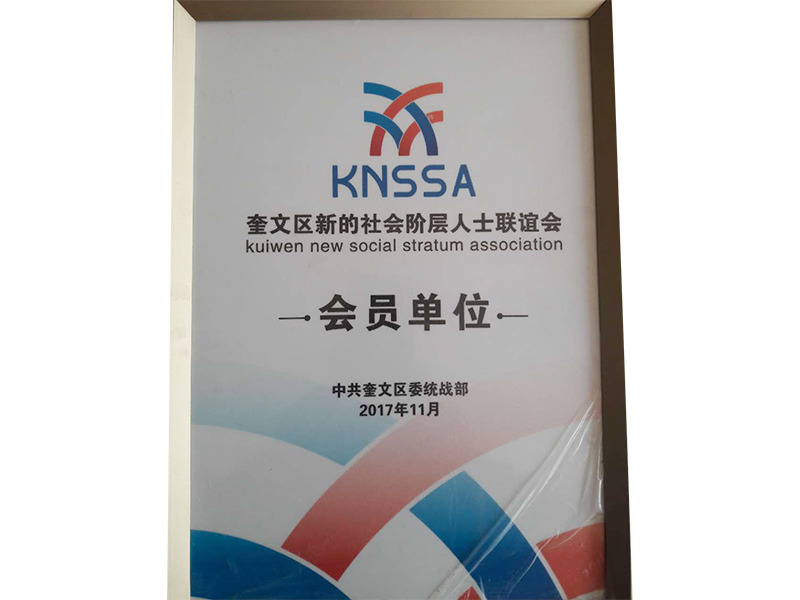 KNSSA
奎文区新的社会阶层人士联谊会
kuiwen new social stratum association
会员单位
中共奎文区委统战部
2017年11月